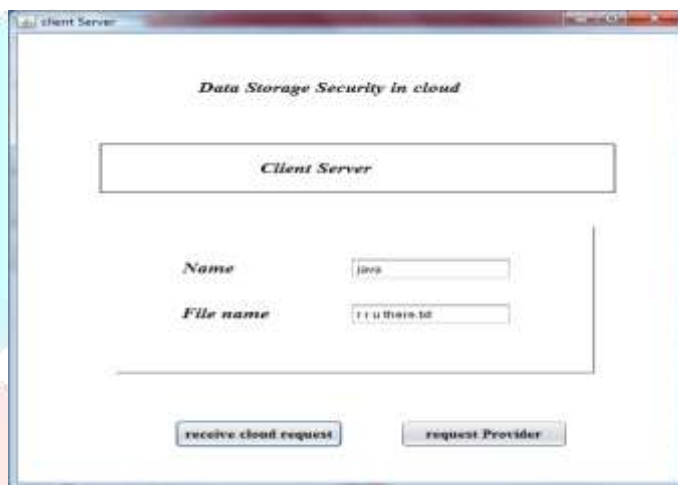 client Server
Data Storage Security in cloud
Client Server
Name java
File name r r u there.txt
receive cloud request request Provider